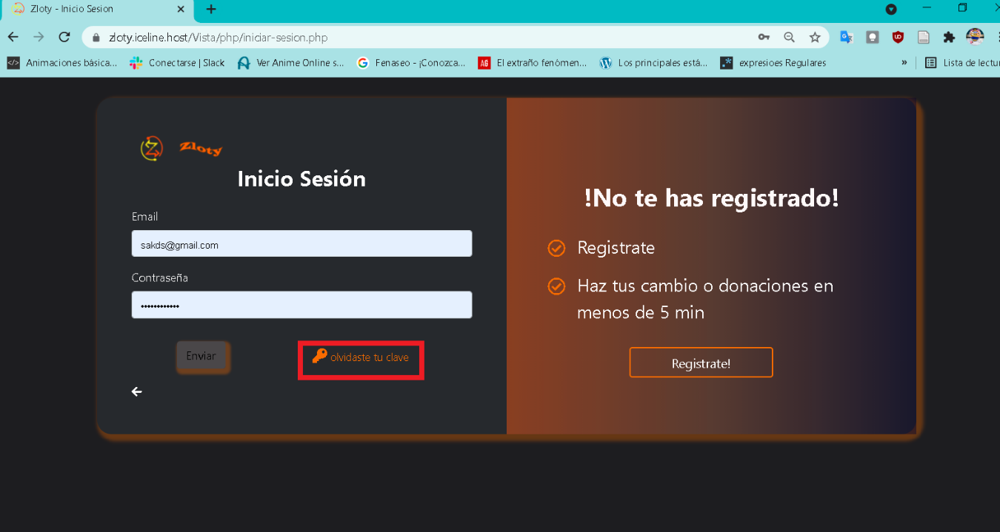 Zloty - Inicio Sesion
zloty.iceline.host/Vista/php/iniciar-sesion.php
Animaciones básica...
Conectarse | Slack
Ver Anime Online s...
Fenaseo - ¡Conozca...
El extraño fenómen...
Los principales está...
expresioes Regulares
»
Lista de lectu
Zloty
Inicio Sesión
Email
sakds@gmail.com
Contraseña
••••••••••••
Enviar
olvidaste tu clave
!No te has registrado!
Registrate
Haz tus cambio o donaciones en
menos de 5 min
Registrate!